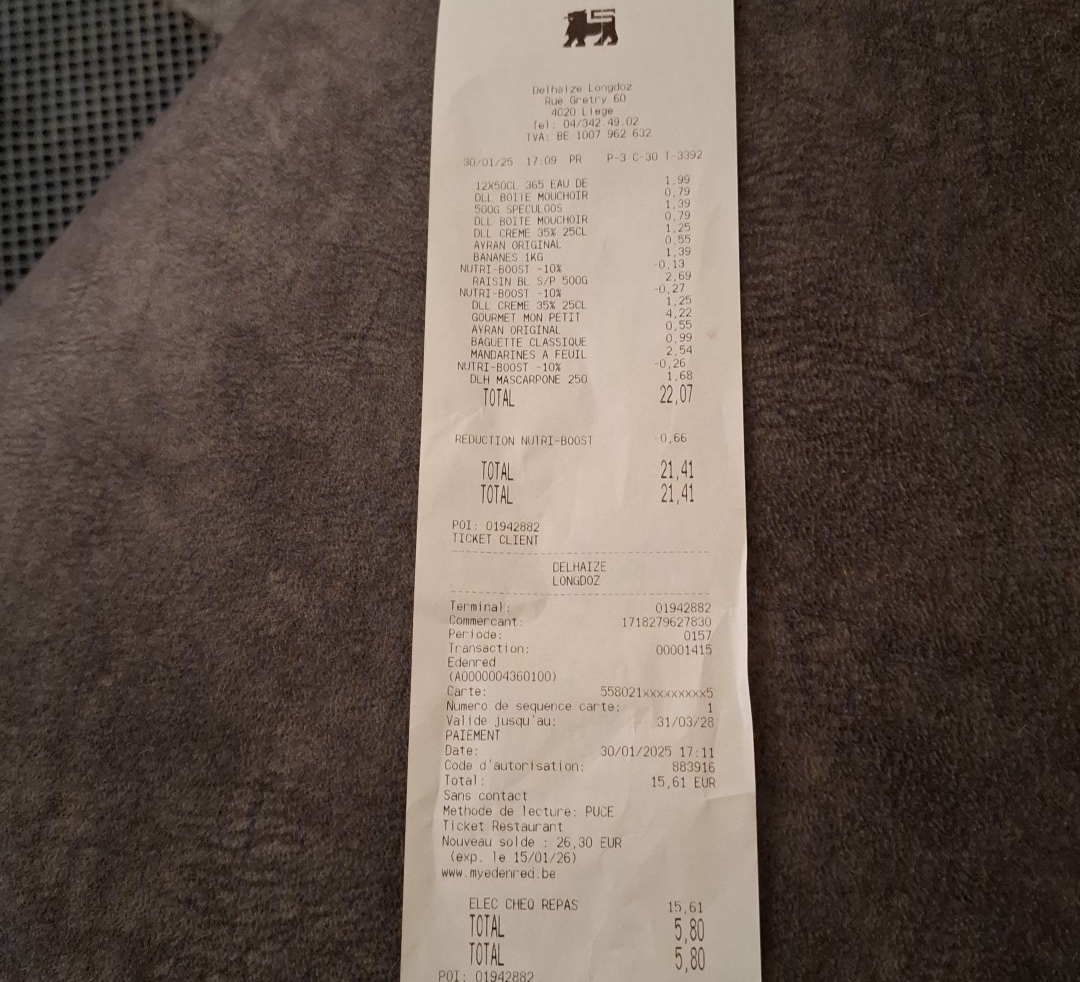 Delhaize Longdoz
Rue Gretry 60
4020 Liege
Tel: 04/342 49.02
TVA: BE 1007 962 632
30/01/25 17:09 PR P-3 C-30 T-3392
12X50CL 365 EAU DE 1,99
DLL BOITE MOUCHOIR 0,79
500G SPECULOOS 1,39
DLL BOITE MOUCHOIR 0,79
DLL CREME 35% 25CL 1,25
AYRAN ORIGINAL 0,55
BANANES 1KG 1,39
NUTRI-BOOST -10% -0,13
RAISIN BL S/P 500G 2,69
NUTRI-BOOST -10% -0,27
DLL CREME 35% 25CL 1,25
GOURMET MON PETIT 4,22
AYRAN ORIGINAL 0,55
BAGUETTE CLASSIQUE 0,99
MANDARINES A FEUIL 2,54
NUTRI-BOOST -10% -0,26
DLH MASCARPONE 250 1,68
TOTAL 22,07
REDUCTION NUTRI-BOOST -0,66
TOTAL 21,41
TOTAL 21,41
POI: 01942882
TICKET CLIENT
DELHAIZE
LONGDOZ
Terminal: 01942882
Commercant: 1718279627830
Periode: 0157
Transaction: 00001415
Edenred
(A0000004360100)
Carte: 558021xxxxxxxxx5
Numero de sequence carte: 1
Valide jusqu'au: 31/03/28
PAIEMENT
Date: 30/01/2025 17:11
Code d'autorisation: 883916
Total: 15,61 EUR
Sans contact
Methode de lecture: PUCE
Ticket Restaurant
Nouveau solde : 26,30 EUR
(exp. le 15/01/26)
www.myedenred.be
ELEC CHEQ REPAS 15,61
TOTAL 5,80
TOTAL 5,80
POI: 01942882